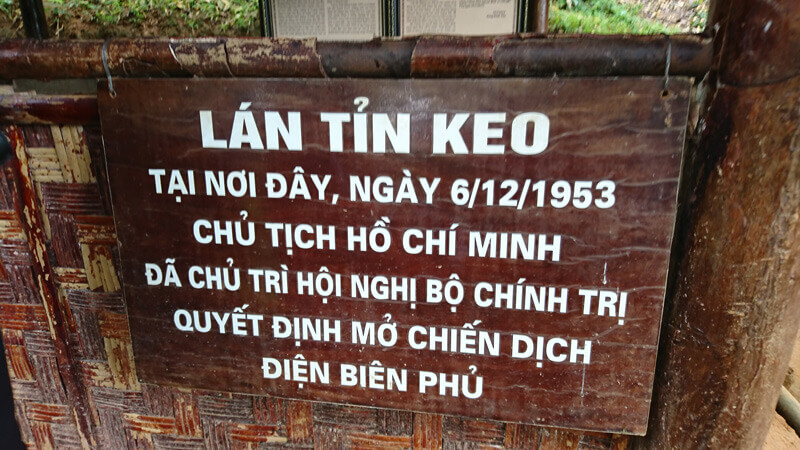 LÁN TỈN KEO
TẠI NƠI ĐÂY, NGÀY 6/12/1953
CHỦ TỊCH HỒ CHÍ MINH
ĐÃ CHỦ TRÌ HỘI NGHỊ BỘ CHÍNH TRỊ
QUYẾT ĐỊNH MỞ CHIẾN DỊCH
ĐIỆN BIÊN PHỦ